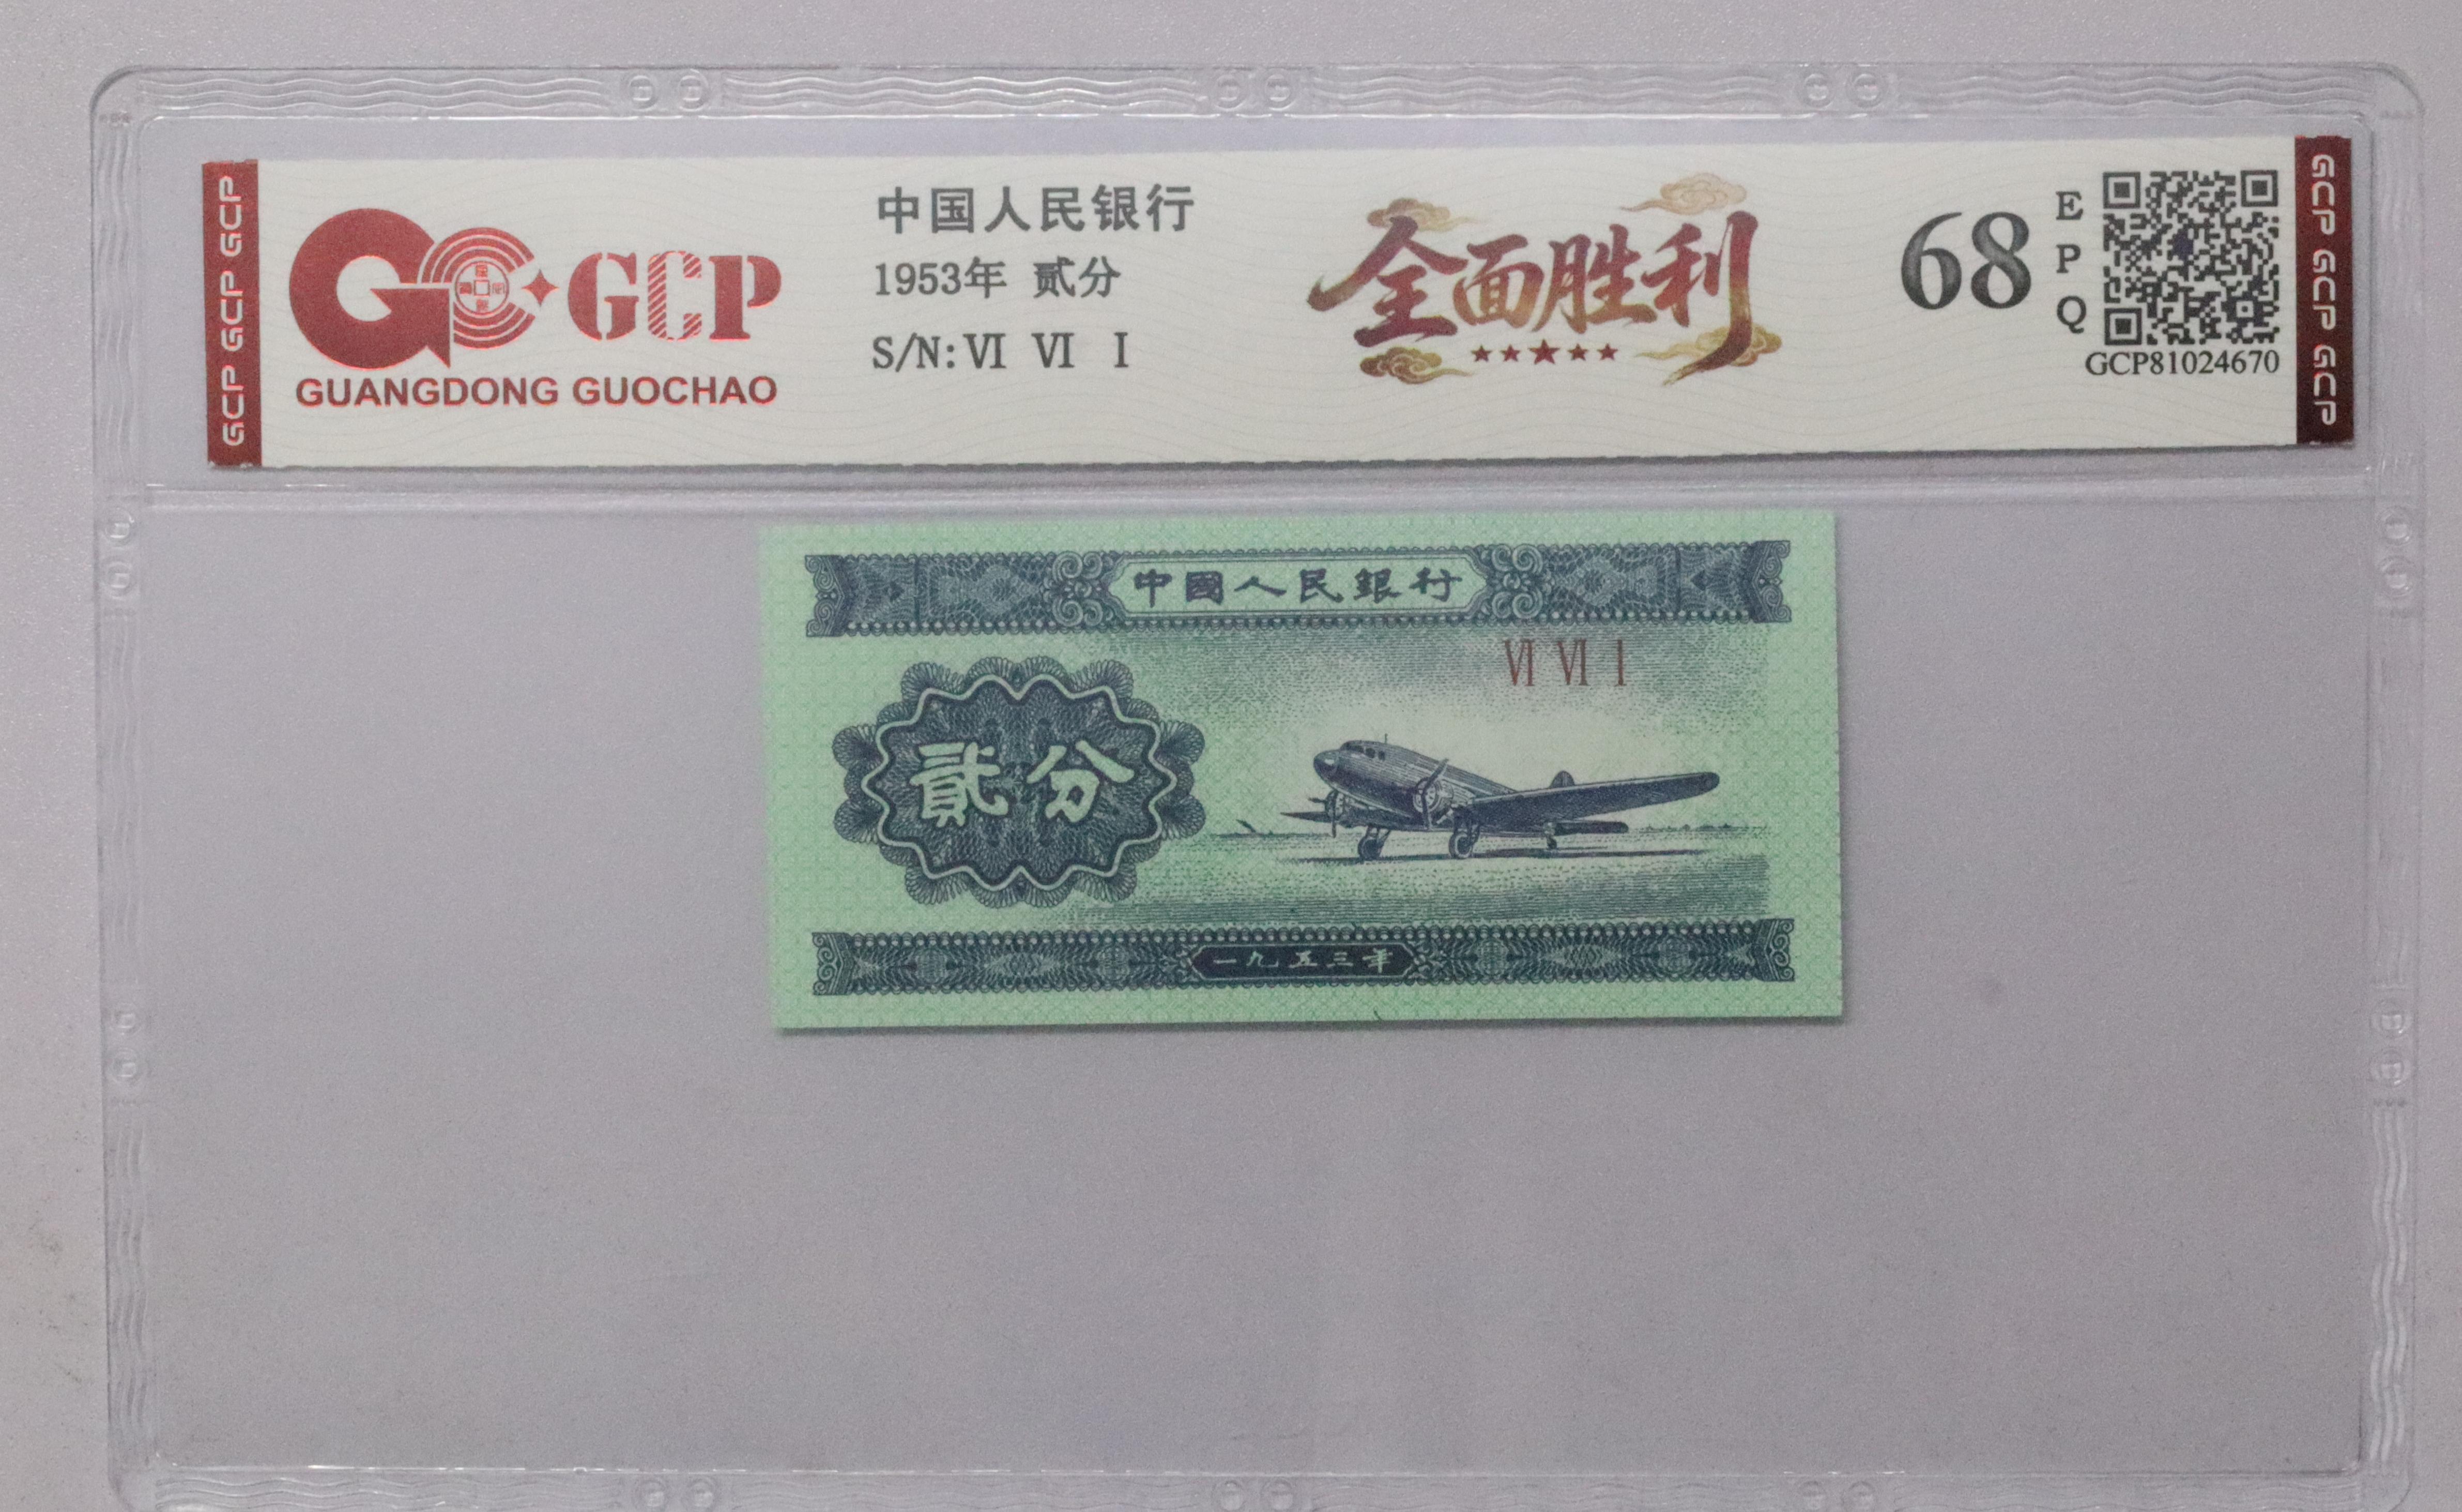 GCP GCP GCP
GCP
GUANGDONG GUOCHAO
中国人民银行
1953年 贰分
S/N:VI VI I
全面胜利
68
E
P
Q
GCP81024670
GCP GCP GCP
中國人民銀行
VI VI I
貳分
一九五三年